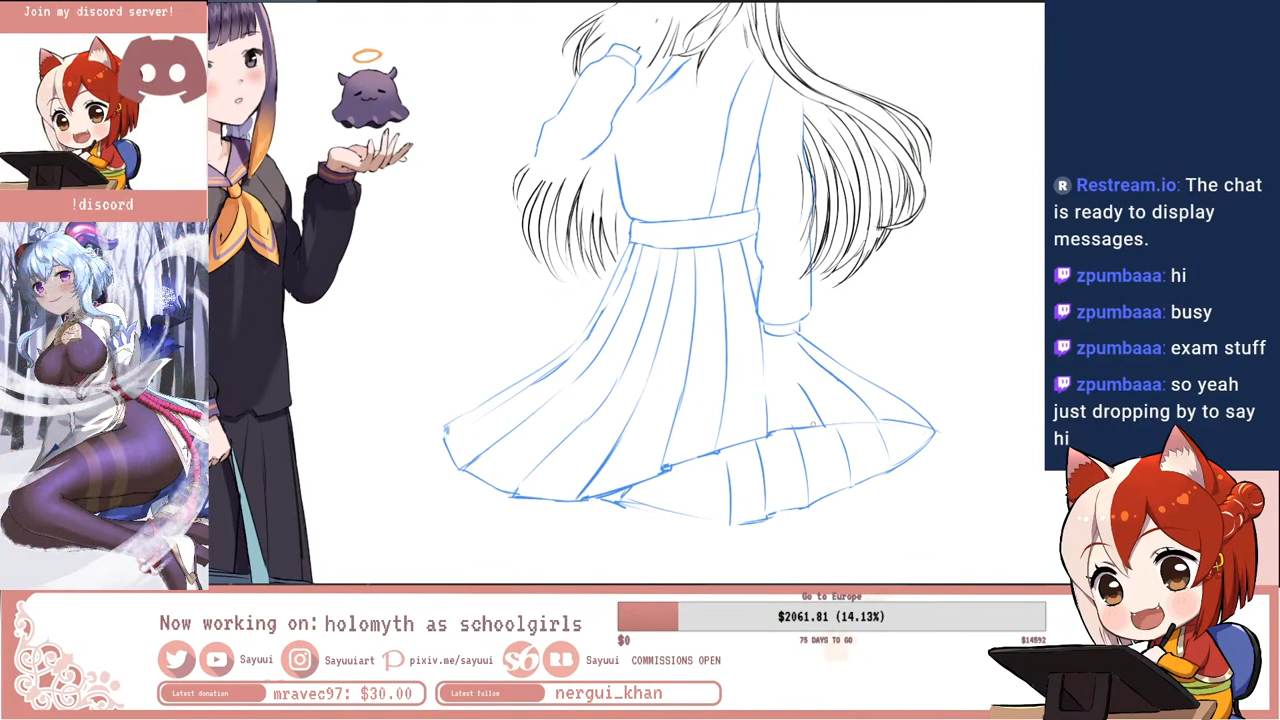 Join my discord server!
!discord
R Restream.io: The chat
is ready to display
messages.
zpumbaaa: hi
zpumbaaa: busy
zpumbaaa: exam stuff
zpumbaaa: so yeah
just dropping by to say
hi
Now working on: holomyth as schoolgirls
Go to Europe
$2061.81 (14.13%)
$0
75 DAYS TO GO
$14592
Sayuui
Sayuuiart
pixiv.me/sayuui
S6
RB
Sayuui
COMMISSIONS OPEN
Latest donation
mravec97: $30.00
Latest follow
nergui_khan